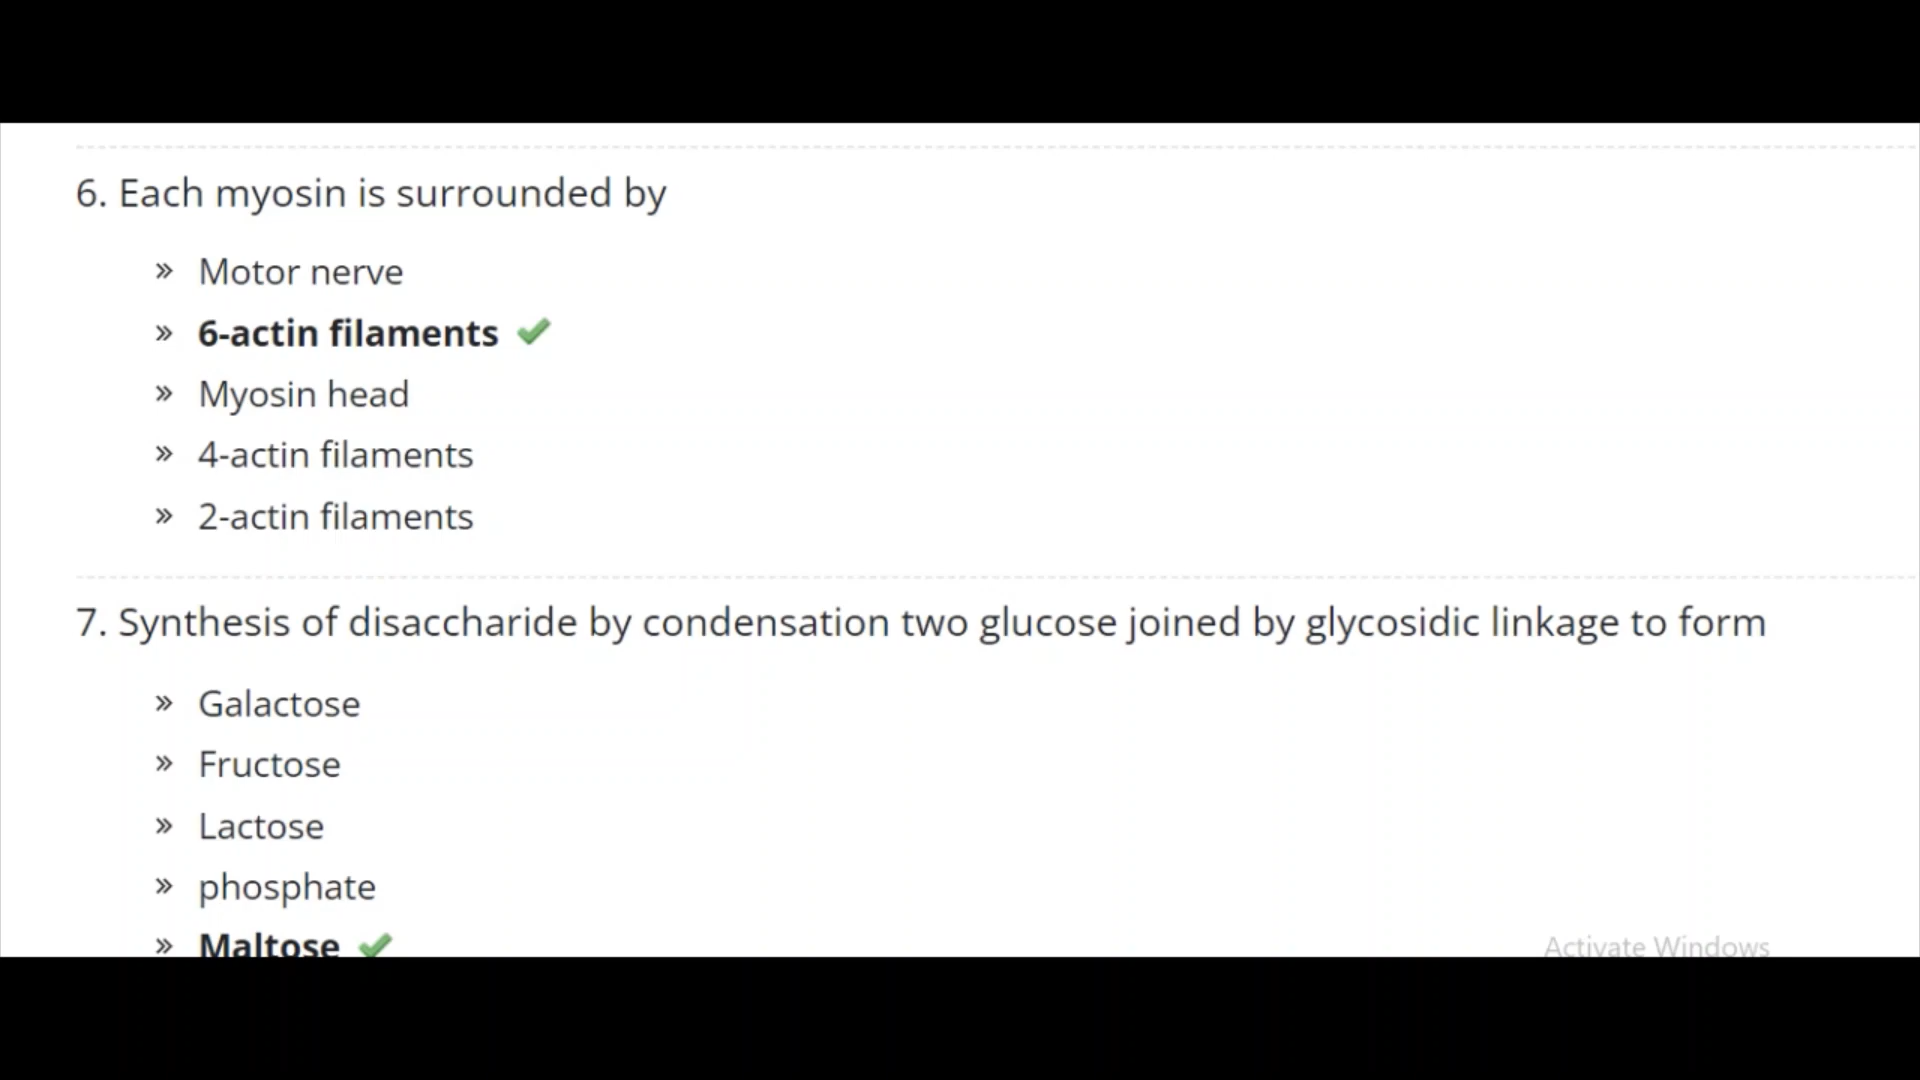 6. Each myosin is surrounded by
» Motor nerve
» 6-actin filaments ✔
» Myosin head
» 4-actin filaments
» 2-actin filaments
7. Synthesis of disaccharide by condensation two glucose joined by glycosidic linkage to form
» Galactose
» Fructose
» Lactose
» phosphate
» Maltose ✔
Activate Windows